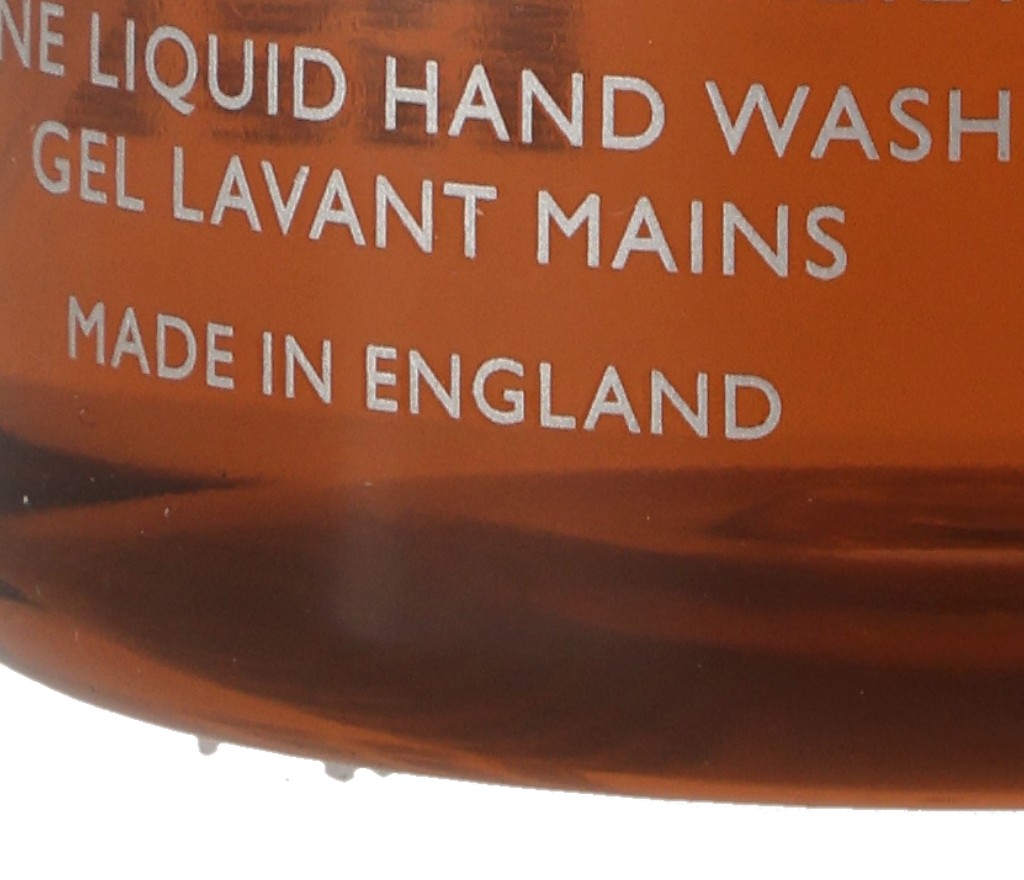 LIQUID HAND WASH
GEL LAVANT MAINS
MADE IN ENGLAND